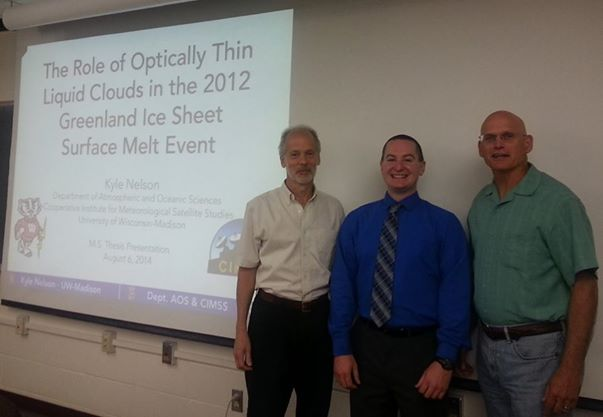 The Role of Optically Thin
Liquid Clouds in the 2012
Greenland Ice Sheet
Surface Melt Event
Kyle Nelson
Department of Atmospheric and Oceanic Sciences
Cooperative Institute for Meteorological Satellite Studies
University of Wisconsin-Madison
M.S. Thesis Presentation
August 6, 2014
CI
Kyle Nelson - UW-Madison
Dept. AOS & CIMSS